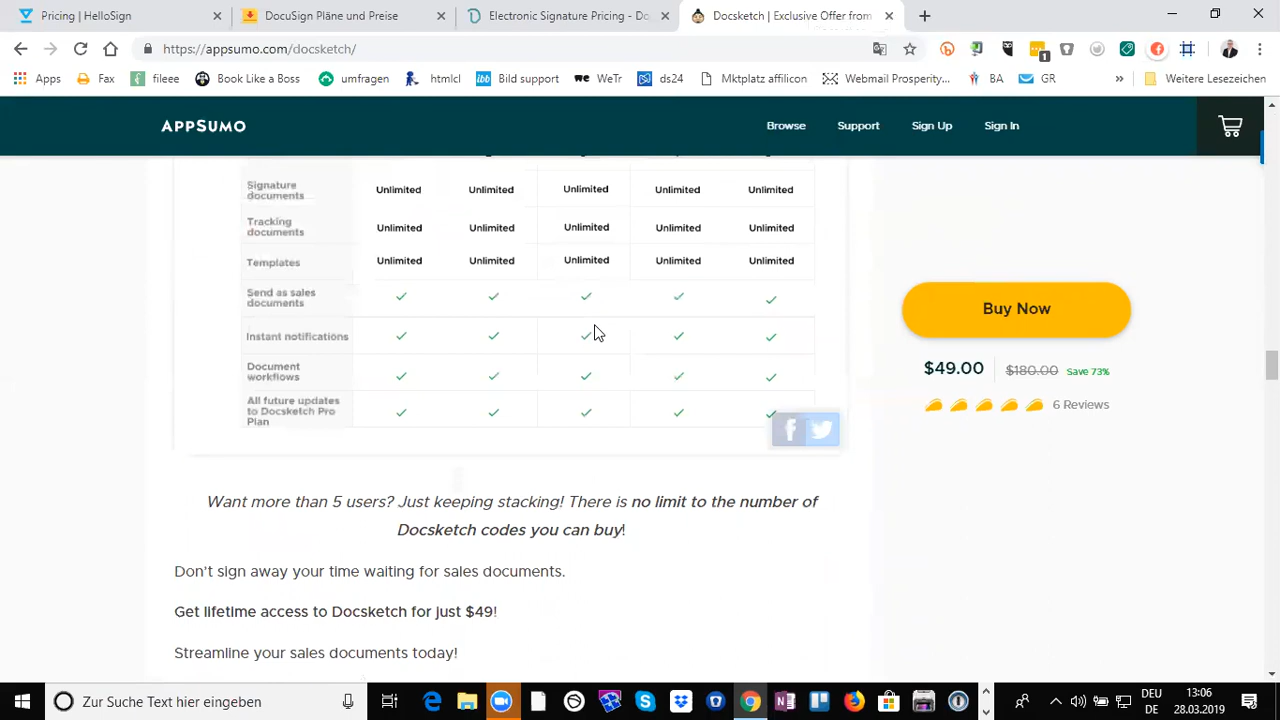 Pricing | HelloSign
DocuSign Pläne und Preise
Electronic Signature Pricing - Do
Docsketch | Exclusive Offer from
https://appsumo.com/docsketch/
1
Apps
Fax
fileee
Book Like a Boss
umfragen
htmlcl
Bild support
WeTr
ds24
Mktplatz affilicon
Webmail Prosperity...
BA
GR
Weitere Lesezeichen
APPSUMO
Browse
Support
Sign Up
Sign In
Signature
documents
Unlimited Unlimited Unlimited Unlimited Unlimited
Tracking
documents
Unlimited Unlimited Unlimited Unlimited Unlimited
Templates
Unlimited Unlimited Unlimited Unlimited Unlimited
Send as sales
documents
Instant notifications
Document
workflows
All future updates
to Docsketch Pro
Plan
Buy Now
$49.00 $180.00 Save 73%
6 Reviews
Want more than 5 users? Just keeping stacking! There is no limit to the number of
Docsketch codes you can buy!
Don't sign away your time waiting for sales documents.
Get lifetime access to Docsketch for just $49!
Streamline your sales documents today!
Zur Suche Text hier eingeben
DEU
DE
13:06
28.03.2019